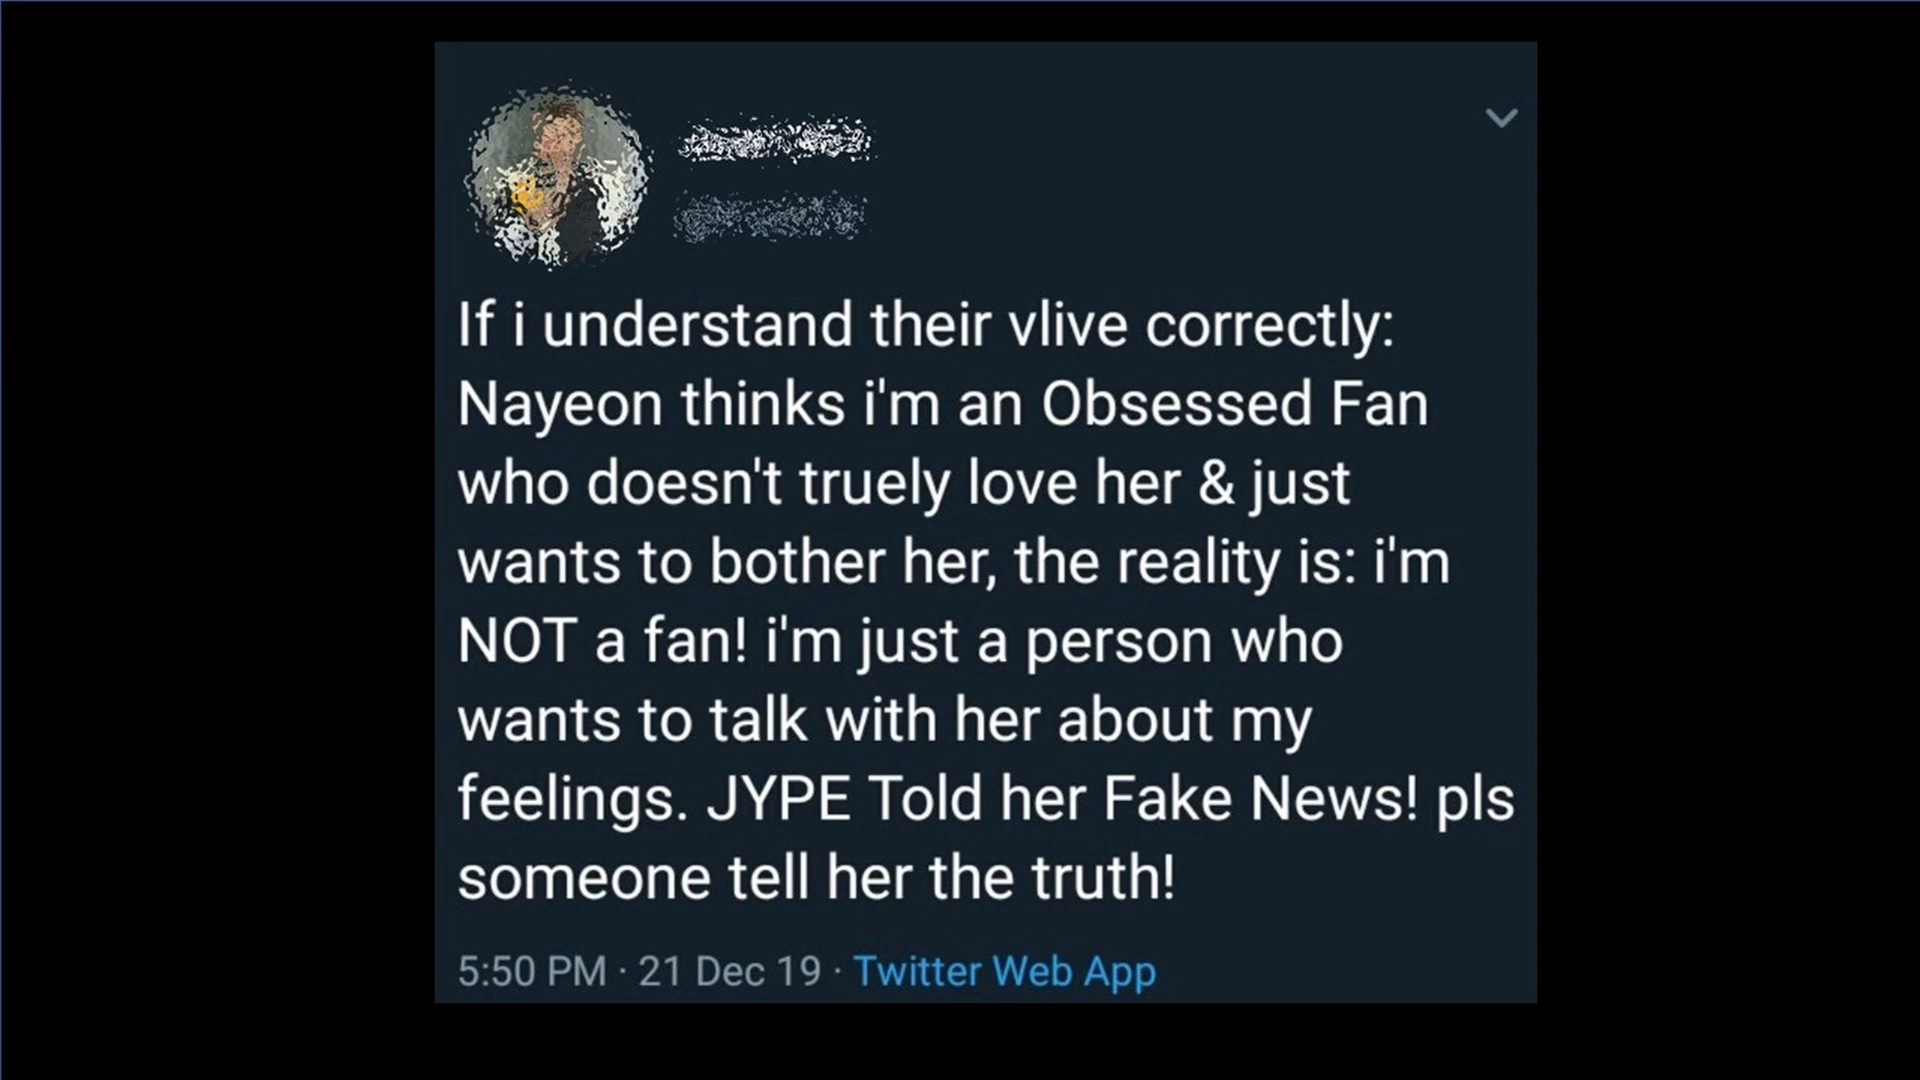 If i understand their vlive correctly:
Nayeon thinks i'm an Obsessed Fan
who doesn't truely love her & just
wants to bother her, the reality is: i'm
NOT a fan! i'm just a person who
wants to talk with her about my
feelings. JYPE Told her Fake News! pls
someone tell her the truth!
5:50 PM · 21 Dec 19 · Twitter Web App